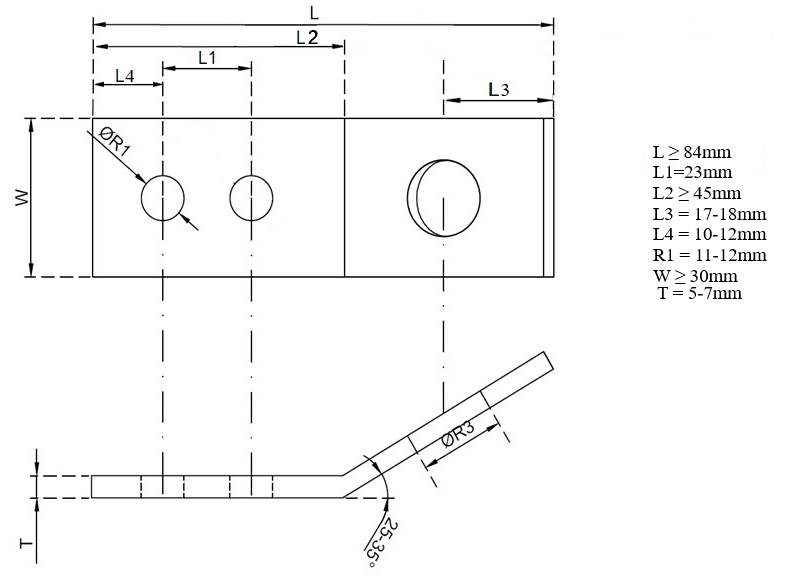 L
L2
L1
L4
L3
ØR1
W
L ≥ 84mm
L1=23mm
L2 ≥ 45mm
L3 = 17-18mm
L4 = 10-12mm
R1 = 11-12mm
W ≥ 30mm
T = 5-7mm
ØR3
T
25-35°